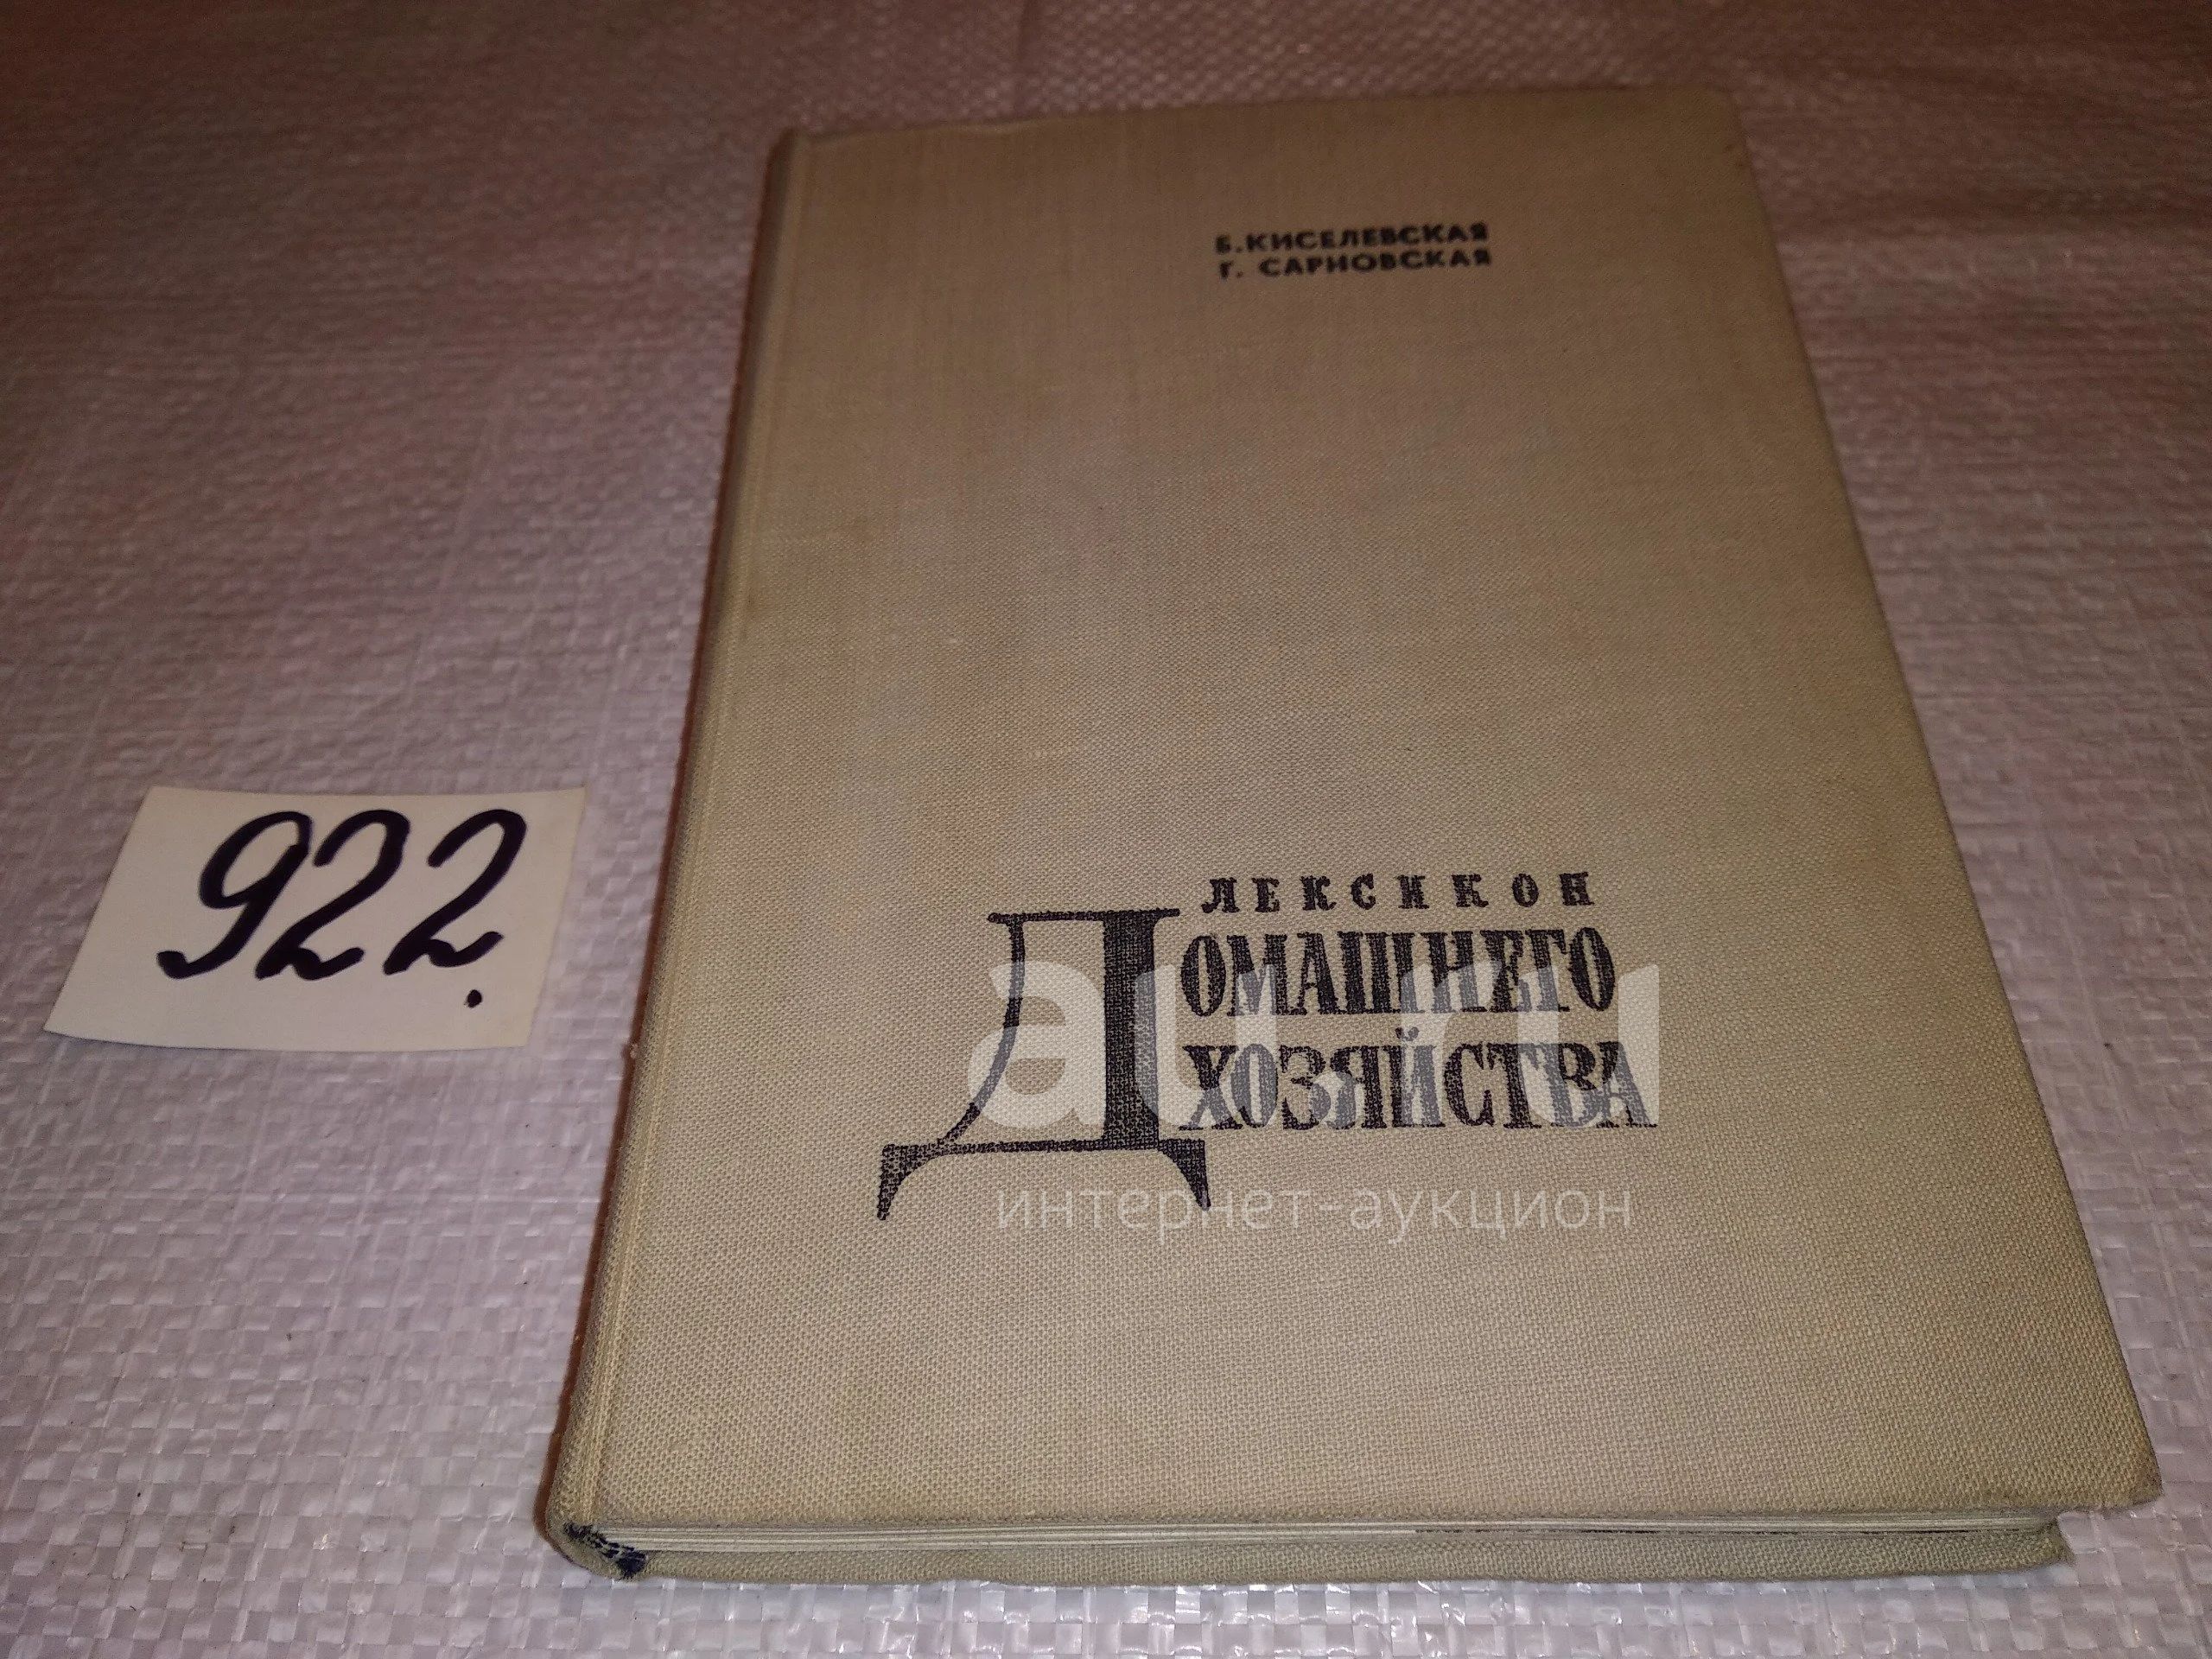 Б. КИСЕЛЕВСКАЯ
Г. САРНОВСКАЯ
922.
ЛЕКСИКОН
ДОМАШНЕГО
ХОЗЯЙСТВА
au.ru
интернет-аукцион